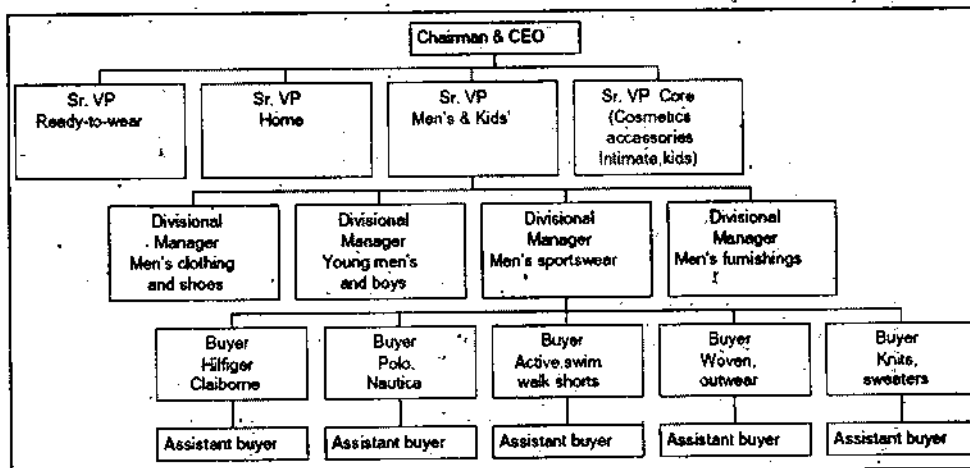 Chairman & CEO
Sr. VP
Ready-to-wear
Sr. VP
Home
Sr. VP
Men's & Kids'
Sr. VP Core
(Cosmetics
accessories
Intimate,kids)
Divisional
Manager
Men's clothing
and shoes
Divisional
Manager
Young men's
and boys
Divisional
Manager
Men's sportswear
Divisional
Manager
Men's furnishings
Buyer
Hilfiger
Claiborne
Buyer
Polo,
Nautica
Buyer
Active,swim
walk shorts
Buyer
Woven,
outwear
Buyer
Knits,
sweaters
Assistant buyer
Assistant buyer
Assistant buyer
Assistant buyer
Assistant buyer